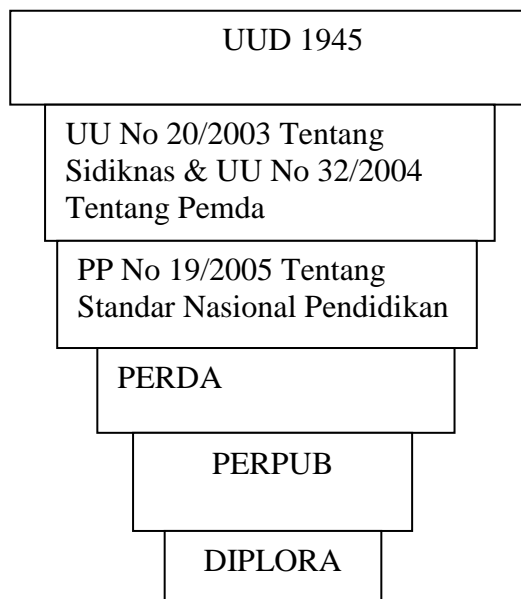 UUD 1945
UU No 20/2003 Tentang
Sidiknas & UU No 32/2004
Tentang Pemda
PP No 19/2005 Tentang
Standar Nasional Pendidikan
PERDA
PERPUB
DIPLORA